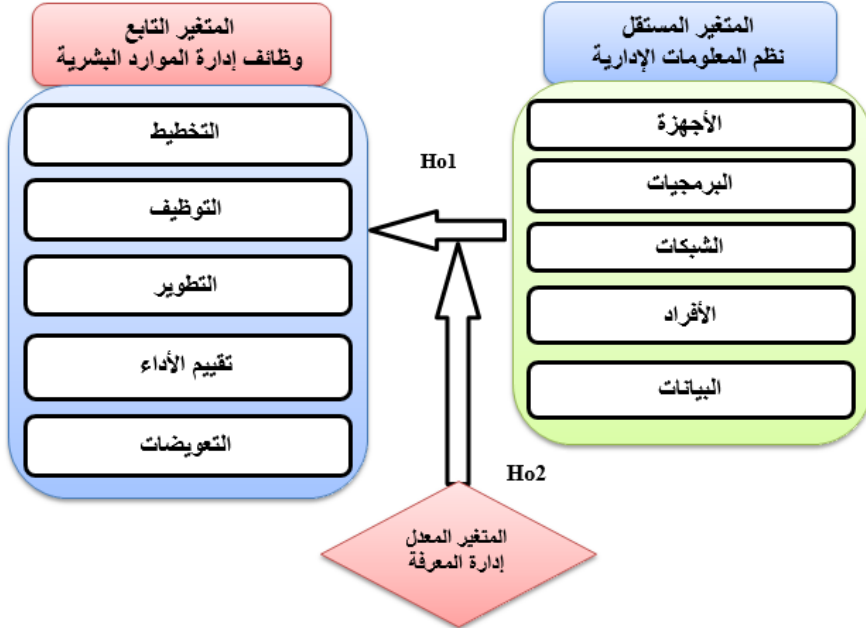 المتغير المستقل
نظم المعلومات الإدارية
الأجهزة
البرمجيات
الشبكات
الأفراد
البيانات
Ho1
المتغير التابع
وظائف إدارة الموارد البشرية
التخطيط
التوظيف
التطوير
تقييم الأداء
التعويضات
Ho2
المتغير المعدل
إدارة المعرفة